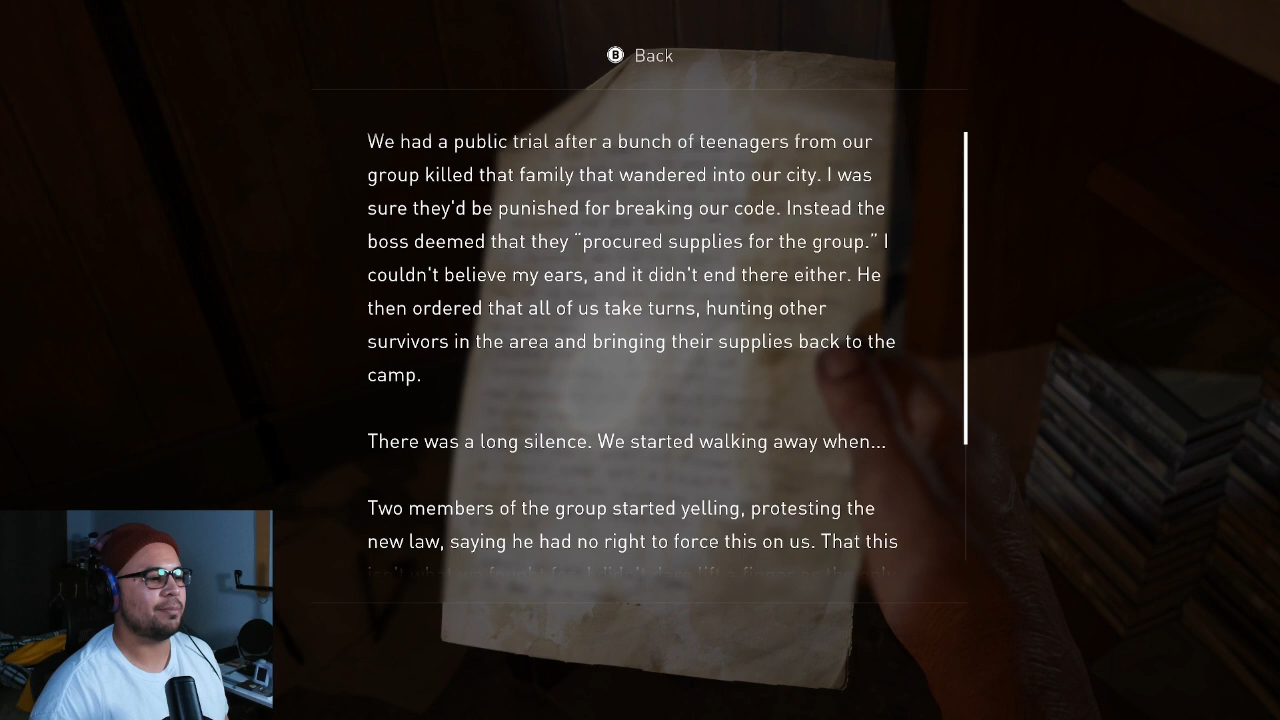 B Back
We had a public trial after a bunch of teenagers from our
group killed that family that wandered into our city. I was
sure they'd be punished for breaking our code. Instead the
boss deemed that they “procured supplies for the group.” I
couldn't believe my ears, and it didn't end there either. He
then ordered that all of us take turns, hunting other
survivors in the area and bringing their supplies back to the
camp.
There was a long silence. We started walking away when...
Two members of the group started yelling, protesting the
new law, saying he had no right to force this on us. That this